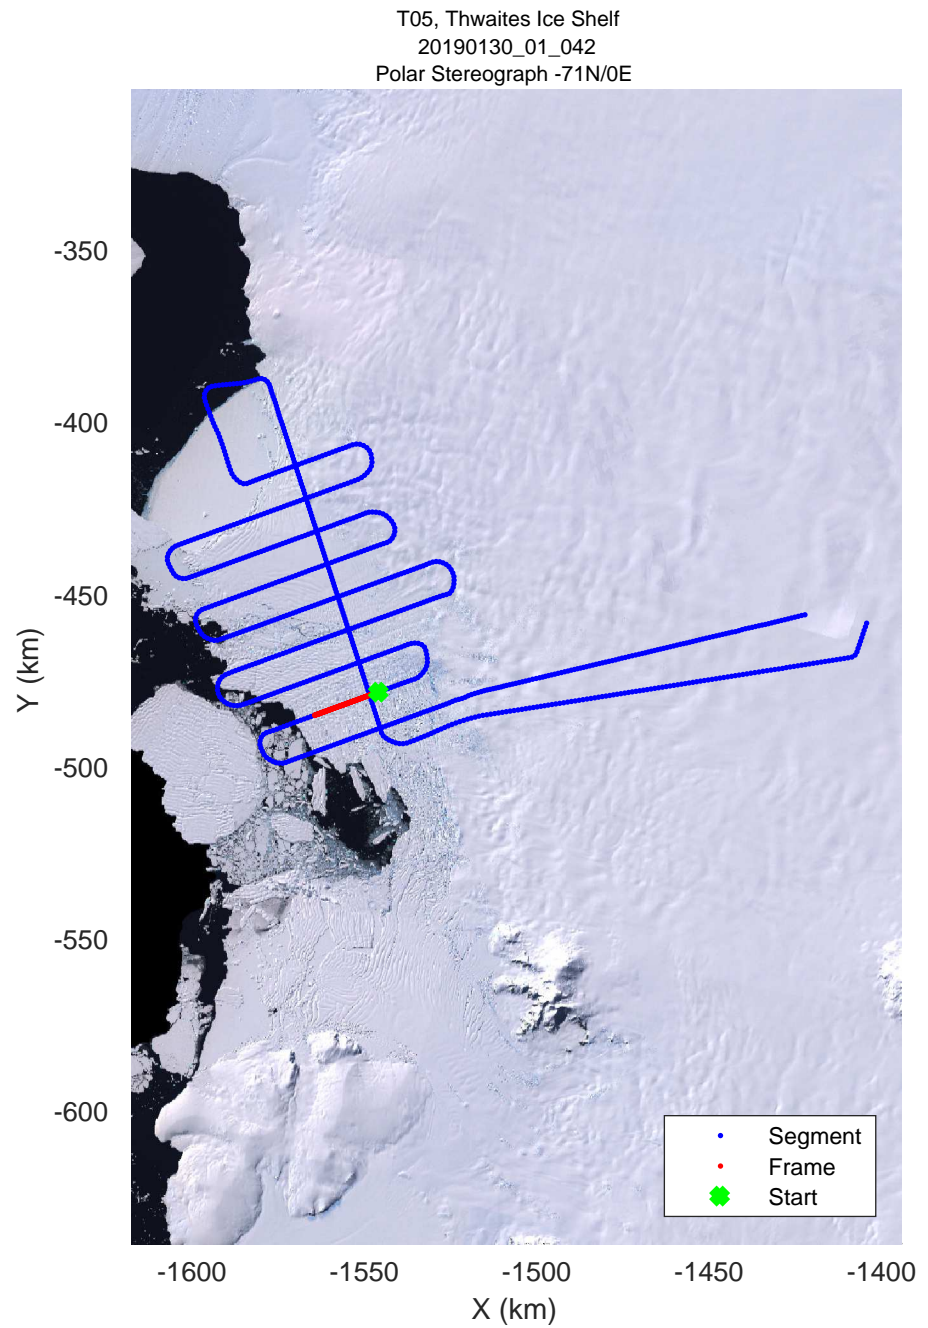 T05, Thwaites Ice Shelf
20190130_01_042
Polar Stereograph -71N/0E
-350
-400
-450
-500
-550
-600
Y (km)
Segment
Frame
Start
-1600
-1550
-1500
-1450
-1400
X (km)